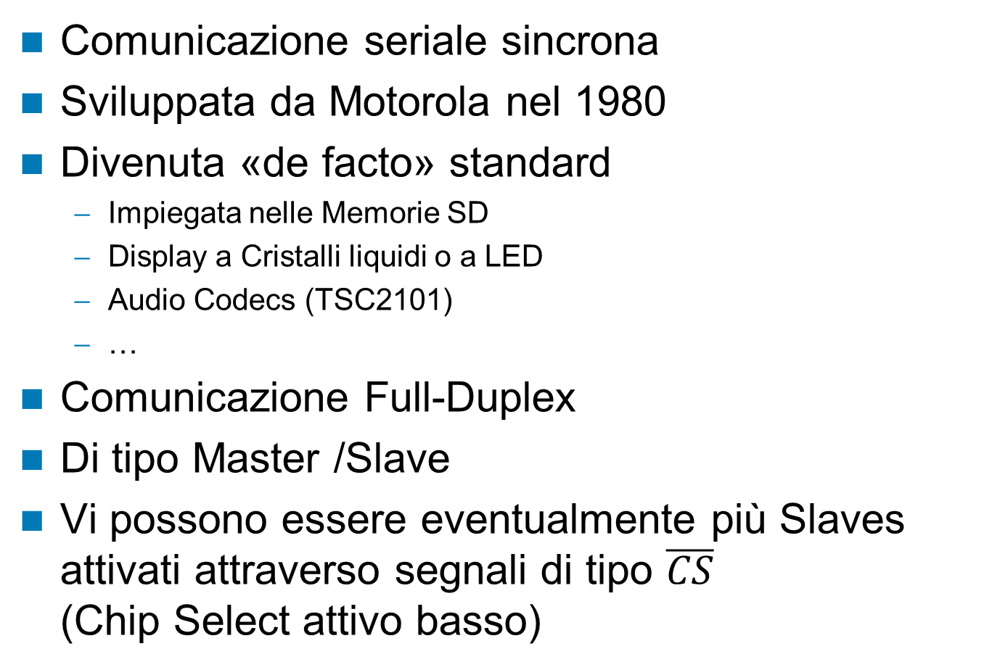 Comunicazione seriale sincrona
Sviluppata da Motorola nel 1980
Divenuta «de facto» standard
– Impiegata nelle Memorie SD
– Display a Cristalli liquidi o a LED
– Audio Codecs (TSC2101)
– …
Comunicazione Full-Duplex
Di tipo Master /Slave
Vi possono essere eventualmente più Slaves
attivati attraverso segnali di tipo C̅S̅
(Chip Select attivo basso)